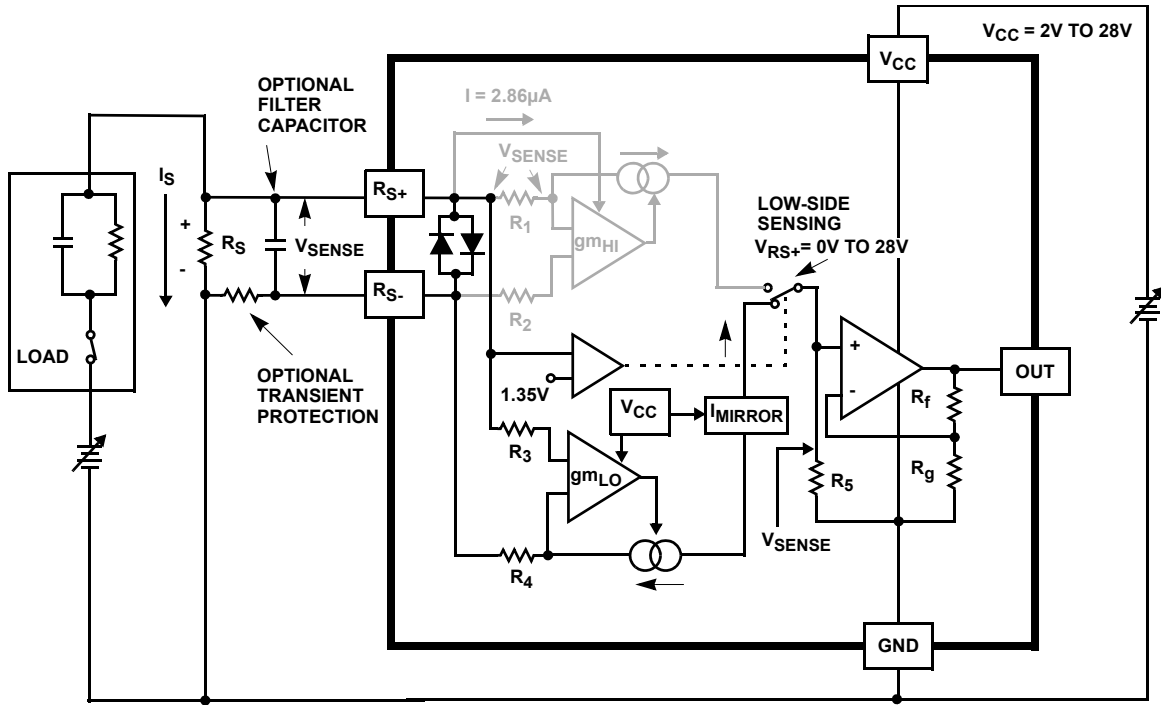 VCC = 2V TO 28V
VCC
OPTIONAL
FILTER
CAPACITOR
I = 2.86µA
VSENSE
IS
RS+
R1
gmHI
LOW-SIDE
SENSING
VRS+= 0V TO 28V
+
RS
-
VSENSE
RS-
R2
LOAD
OPTIONAL
TRANSIENT
PROTECTION
1.35V
VCC
IMIRROR
+
-
OUT
Rf
R3
gmLO
R5
Rg
VSENSE
R4
GND